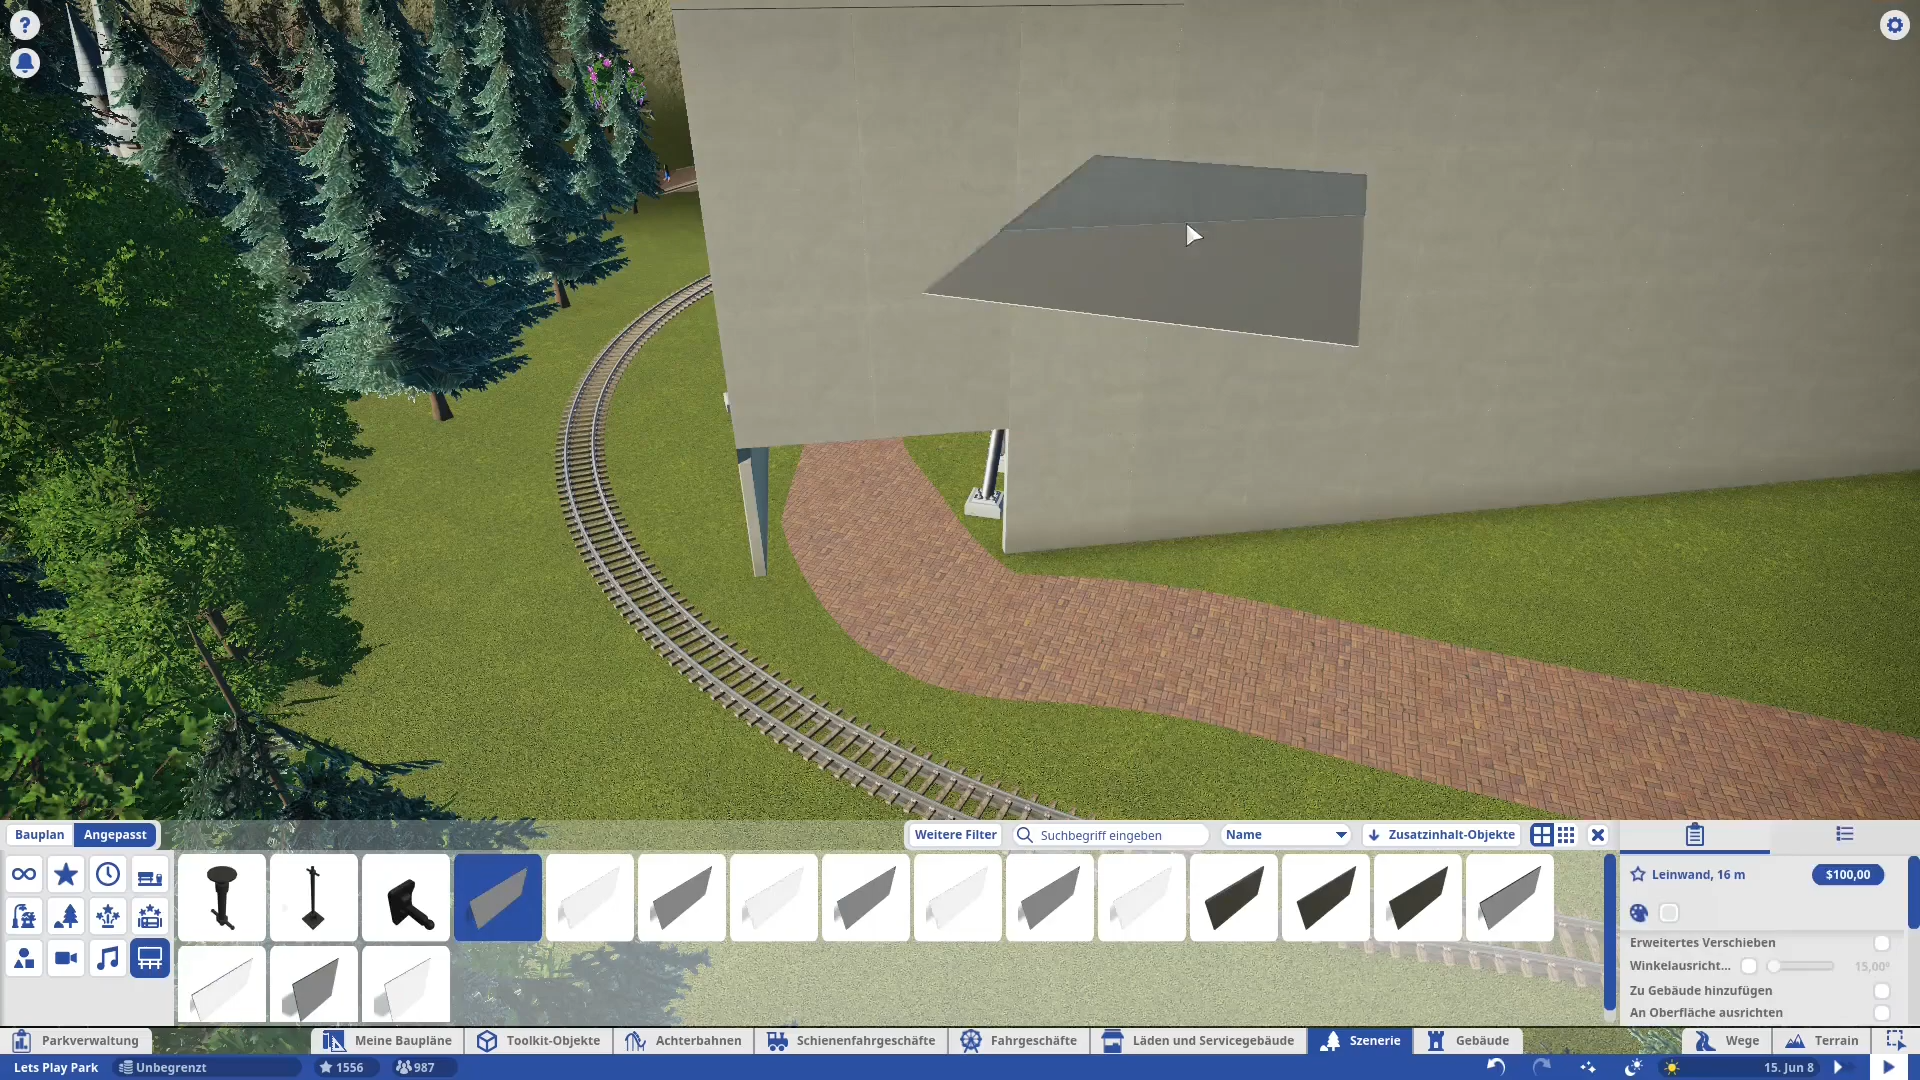 ?
Bauplan
Angepasst
Weitere Filter
Suchbegriff eingeben
Name
Zusatzinhalt-Objekte
Leinwand, 16 m
$100,00
Erweitertes Verschieben
Winkelausricht...
15,00°
Zu Gebäude hinzufügen
An Oberfläche ausrichten
Parkverwaltung
Meine Baupläne
Toolkit-Objekte
Achterbahnen
Schienenfahrgeschäfte
Fahrgeschäfte
Läden und Servicegebäude
Szenerie
Gebäude
Wege
Terrain
Lets Play Park
Unbegrenzt
1556
987
15. Jun 8